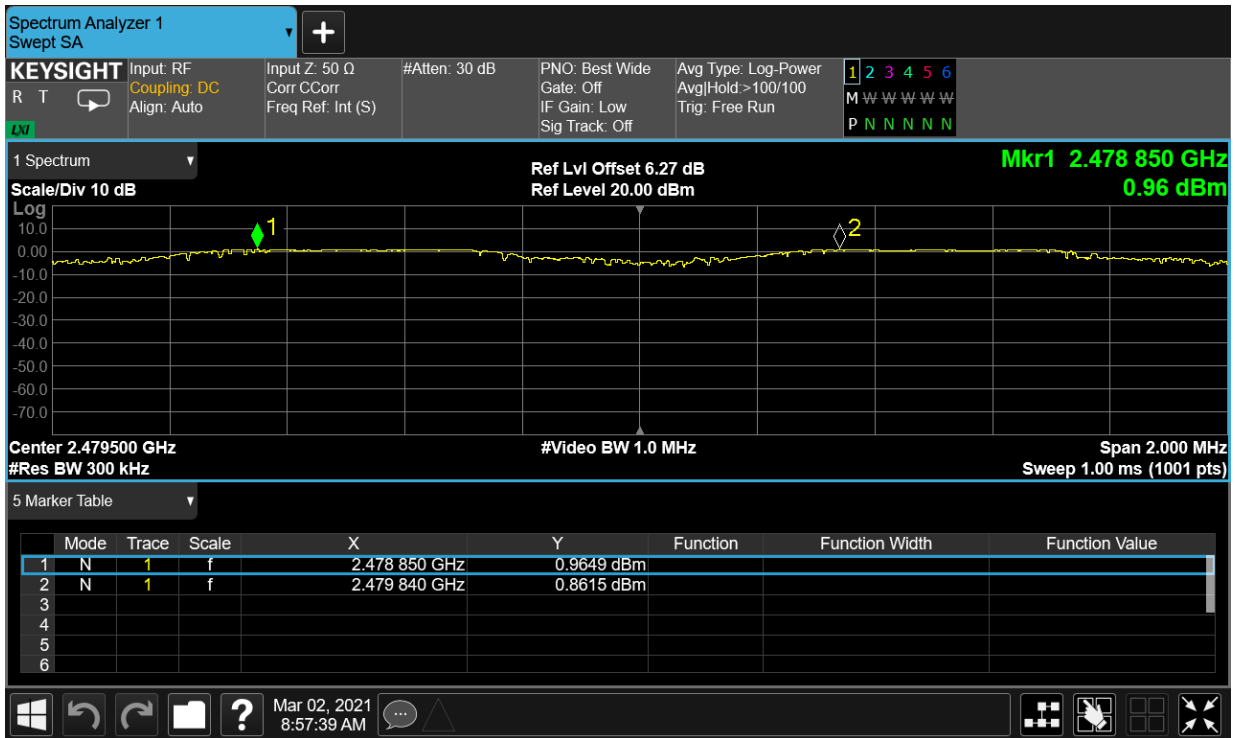 Spectrum Analyzer 1
Swept SA
+
KEYSIGHT
R T
LXI
Input: RF
Coupling: DC
Align: Auto
Input Z: 50 Ω
Corr CCorr
Freq Ref: Int (S)
#Atten: 30 dB
PNO: Best Wide
Gate: Off
IF Gain: Low
Sig Track: Off
Avg Type: Log-Power
Avg|Hold:>100/100
Trig: Free Run
1 2 3 4 5 6
M W W W W W
P N N N N N
1 Spectrum
Scale/Div 10 dB
Ref Lvl Offset 6.27 dB
Ref Level 20.00 dBm
Mkr1 2.478 850 GHz
0.96 dBm
Log
10.0
0.00
-10.0
-20.0
-30.0
-40.0
-50.0
-60.0
-70.0
1
2
Center 2.479500 GHz
#Res BW 300 kHz
#Video BW 1.0 MHz
Span 2.000 MHz
Sweep 1.00 ms (1001 pts)
5 Marker Table
Mode Trace Scale X Y Function Function Width Function Value
1 N 1 f 2.478 850 GHz 0.9649 dBm
2 N 1 f 2.479 840 GHz 0.8615 dBm
3
4
5
6
?
Mar 02, 2021
8:57:39 AM